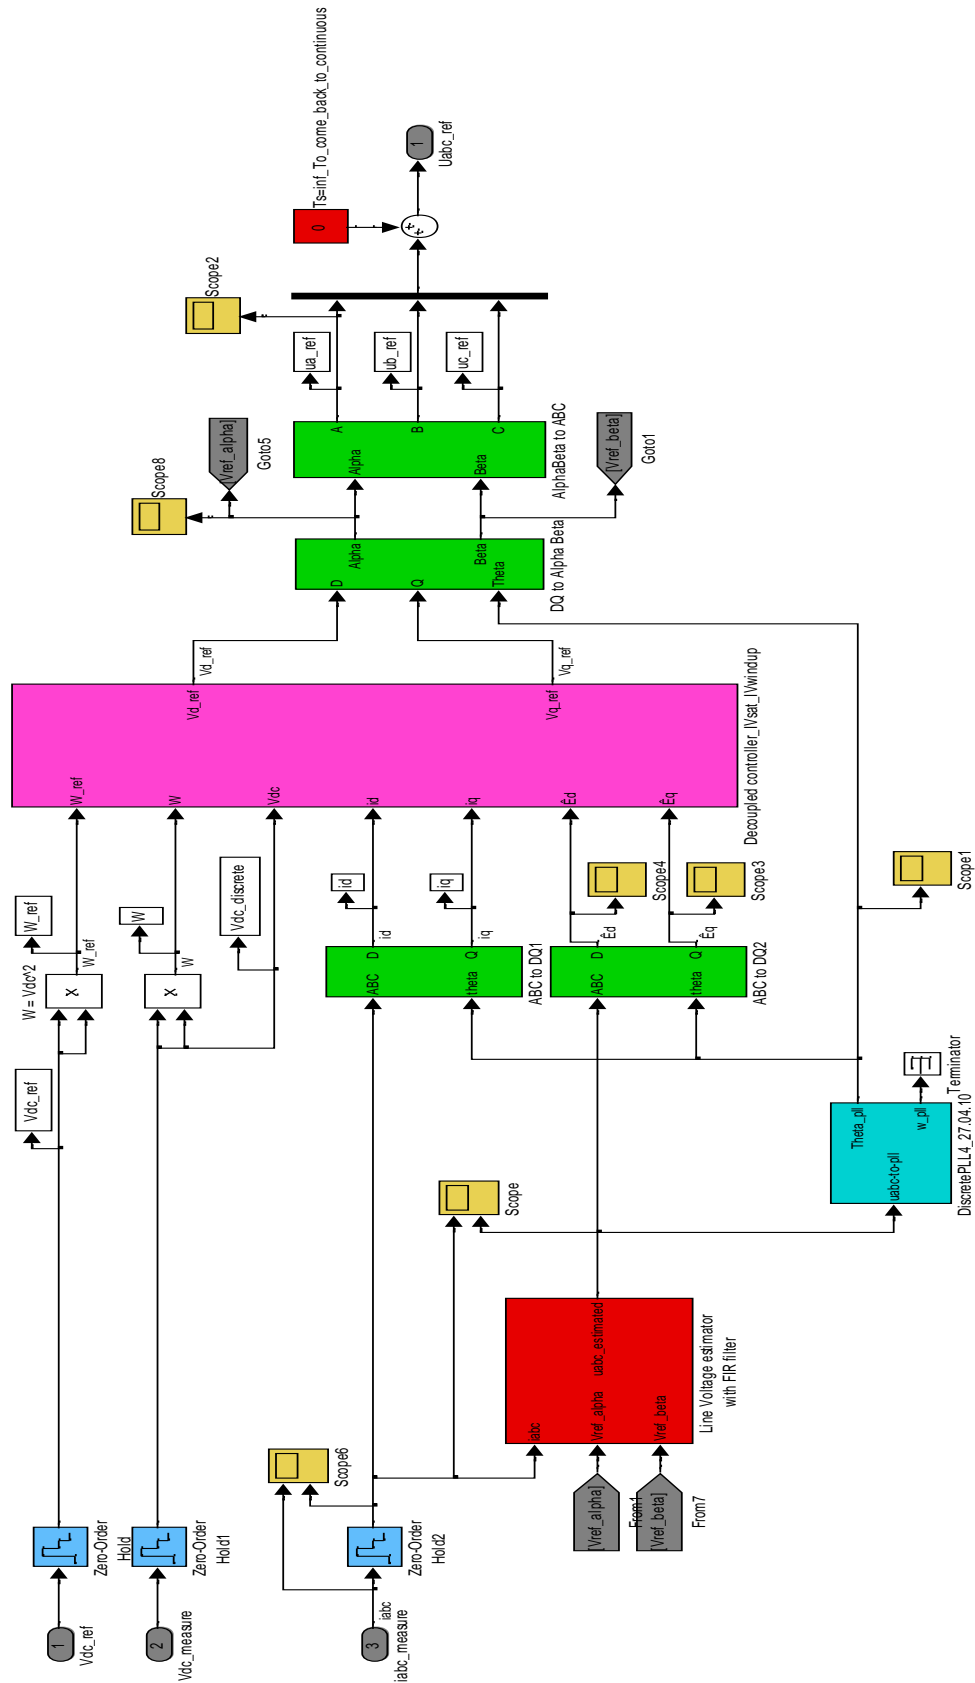 1
Vdc_ref
Zero-Order
Hold
Vdc_ref
W = Vdc^2
X
W_ref
W_ref
W_ref
2
Vdc_measure
Zero-Order
Hold1
X
W
W
W
Vdc_discrete
Vdc
3
iabc_measure
iabc
Zero-Order
Hold2
Scope6
ABC
theta
D
Q
ABC to DQ1
id
iq
id
iq
id
iq
[Vref_alpha]
From1
[Vref_beta]
From7
iabc
Vref_alpha
Vref_beta
uabc_estimated
Line Voltage estimator
with FIR filter
Scope
ABC
theta
D
Q
ABC to DQ2
Êd
Êq
Scope4
Scope3
Êd
Êq
uabc-to-pll
Theta_pll
w_pll
DiscretePLL4_27.04.10
Terminator
Scope1
Vd_ref
Vq_ref
Decoupled controller_IVsat_IVwindup
Vd_ref
Vq_ref
D
Q
Theta
Alpha
Beta
DQ to Alpha Beta
Scope8
[Vref_alpha]
Goto5
[Vref_beta]
Goto1
Alpha
Beta
A
B
C
AlphaBeta to ABC
ua_ref
ub_ref
uc_ref
Scope2
0
Ts=inf_To_come_back_to_continuous
+
+
1
Uabc_ref